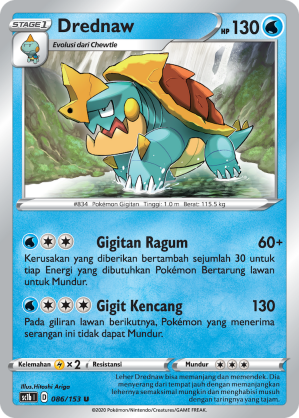 STAGE 1 Drednaw HP 130
Evolusi dari Chewtle
#834 Pokémon Gigitan Tinggi: 1.0 m Berat: 115.5 kg
Gigitan Ragum 60+
Kerusakan yang diberikan bertambah sejumlah 30 untuk
tiap Energi yang dibutuhkan Pokémon Bertarung lawan
untuk Mundur.
Gigit Kencang 130
Pada giliran lawan berikutnya, Pokémon yang menerima
serangan ini tidak dapat Mundur.
Kelemahan ×2 Resistansi Mundur
Illus. Hitoshi Ariga
sc1b I D 086/153 U
Leher Drednaw bisa memanjang dan memendek. Dia
menyerang dari tempat jauh dengan memanjangkan
lehernya semaksimal mungkin dan menghabisi musuh
dengan taringnya yang tajam.
©2020 Pokémon/Nintendo/Creatures/GAME FREAK.